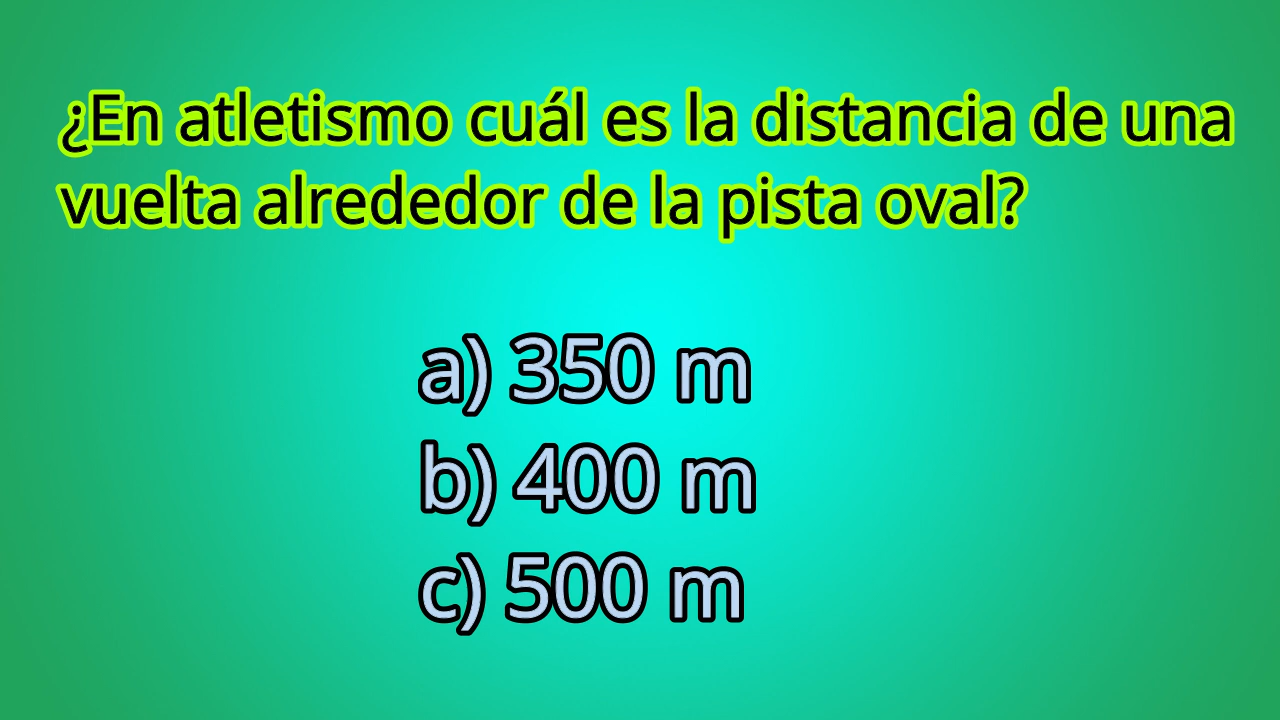 ¿En atletismo cuál es la distancia de una
vuelta alrededor de la pista oval?
a) 350 m
b) 400 m
c) 500 m